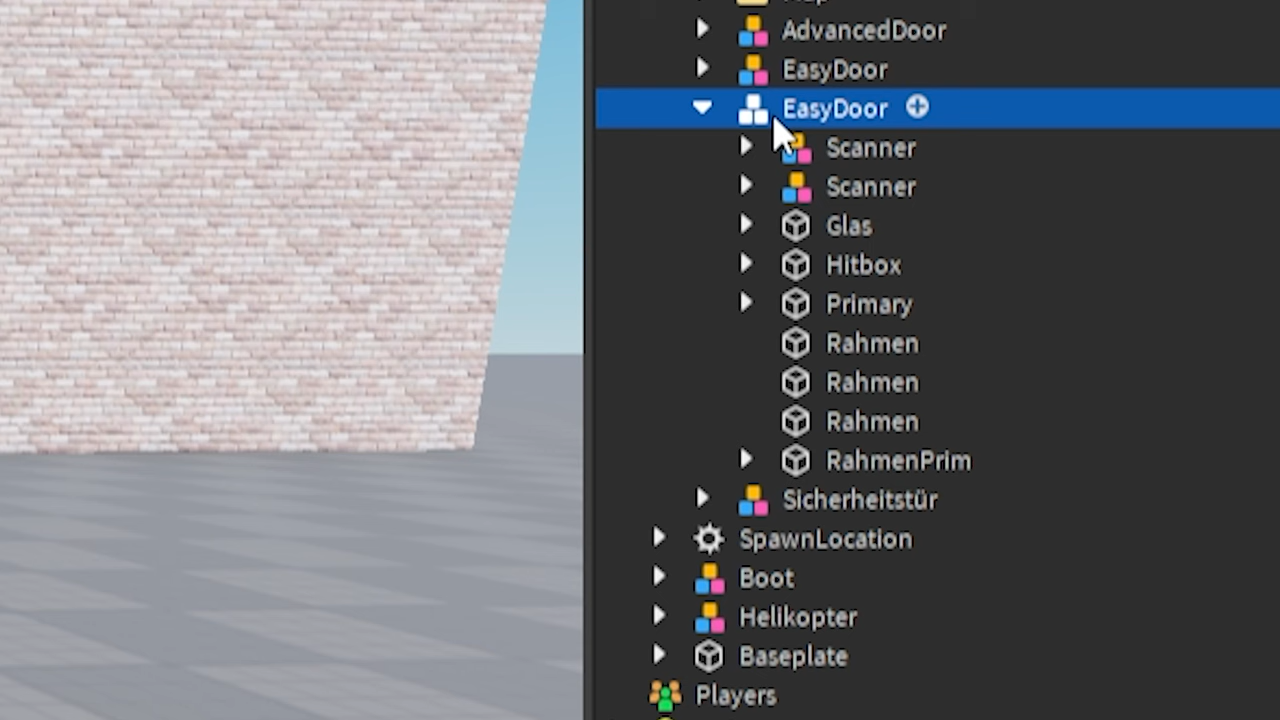 AdvancedDoor
EasyDoor
EasyDoor
Scanner
Scanner
Glas
Hitbox
Primary
Rahmen
Rahmen
Rahmen
RahmenPrim
Sicherheitstür
SpawnLocation
Boot
Helikopter
Baseplate
Players